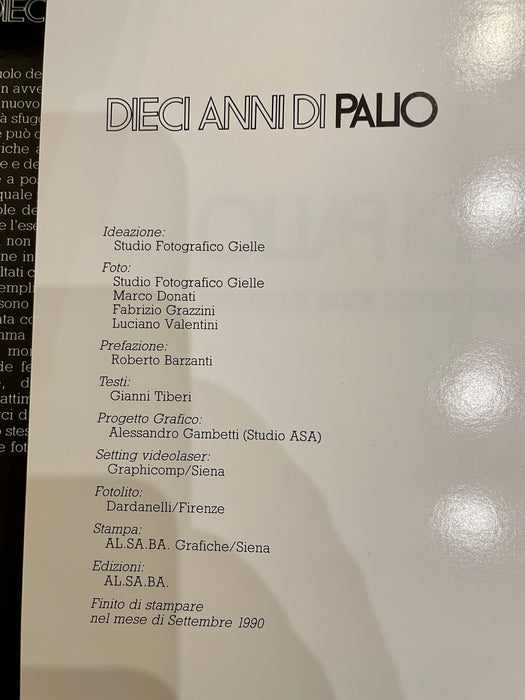 DIECI ANNI DI PALIO
Ideazione:
Studio Fotografico Gielle
Foto:
Studio Fotografico Gielle
Marco Donati
Fabrizio Grazzini
Luciano Valentini
Prefazione:
Roberto Barzanti
Testi:
Gianni Tiberi
Progetto Grafico:
Alessandro Gambetti (Studio ASA)
Setting videolaser:
Graphicomp/Siena
Fotolito:
Dardanelli/Firenze
Stampa:
AL.SA.BA. Grafiche/Siena
Edizioni:
AL.SA.BA.
Finito di stampare
nel mese di Settembre 1990